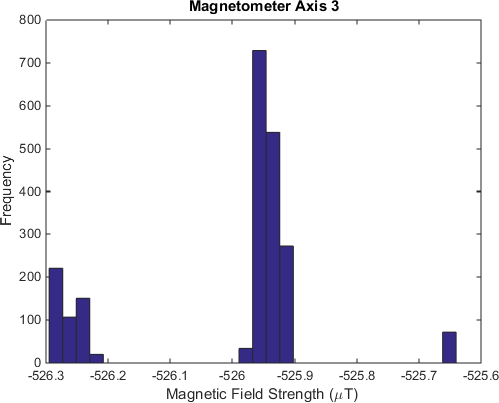 Magnetometer Axis 3
800
700
600
500
400
300
200
100
0
Frequency
-526.3 -526.2 -526.1 -526 -525.9 -525.8 -525.7 -525.6
Magnetic Field Strength (μT)